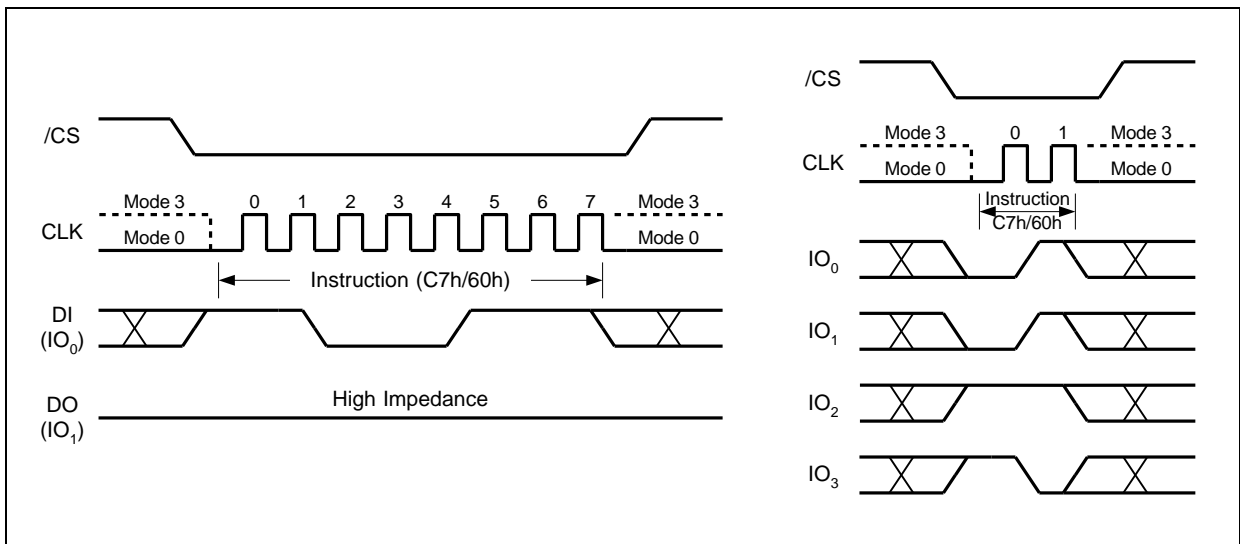 /CS
Mode 3 0 1 2 3 4 5 6 7 Mode 3
CLK
Mode 0 Mode 0
Instruction (C7h/60h)
DI
(IO0)
High Impedance
DO
(IO1)
/CS
Mode 3 0 1 Mode 3
CLK
Mode 0 Mode 0
Instruction
C7h/60h
IO0
IO1
IO2
IO3